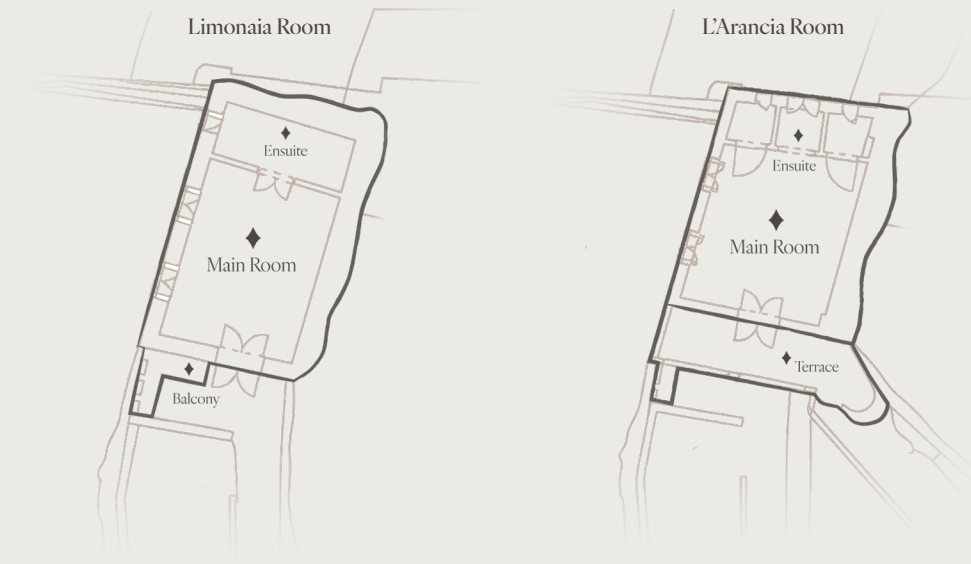 Limonaia Room
Ensuite
Main Room
Balcony
L'Arancia Room
Ensuite
Main Room
Terrace